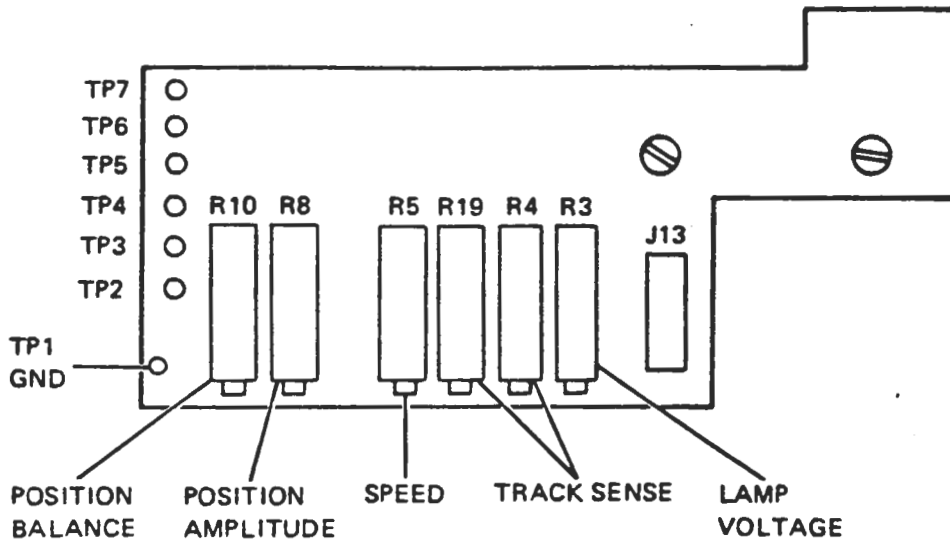 TP7
TP6
TP5
TP4
TP3
TP2
TP1
GND
R10 R8 R5 R19 R4 R3
J13
POSITION
BALANCE
POSITION
AMPLITUDE
SPEED
TRACK SENSE
LAMP
VOLTAGE